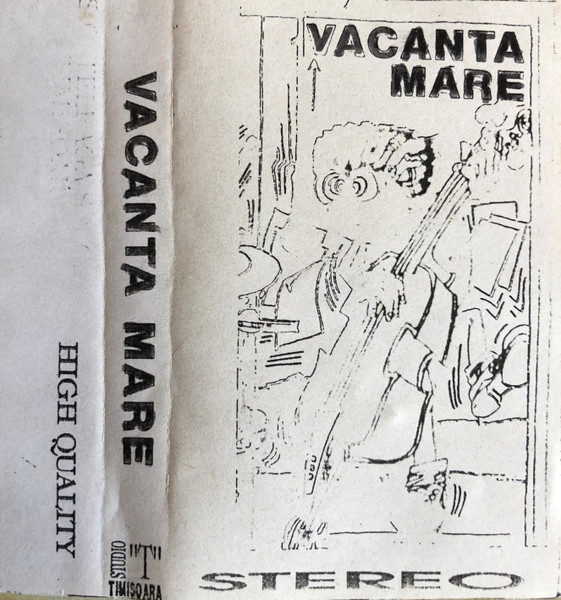 HIGH QUALITY
VACANTA MARE
"T"
STUDIO
TIMISOARA
VACANTA
MARE
STEREO